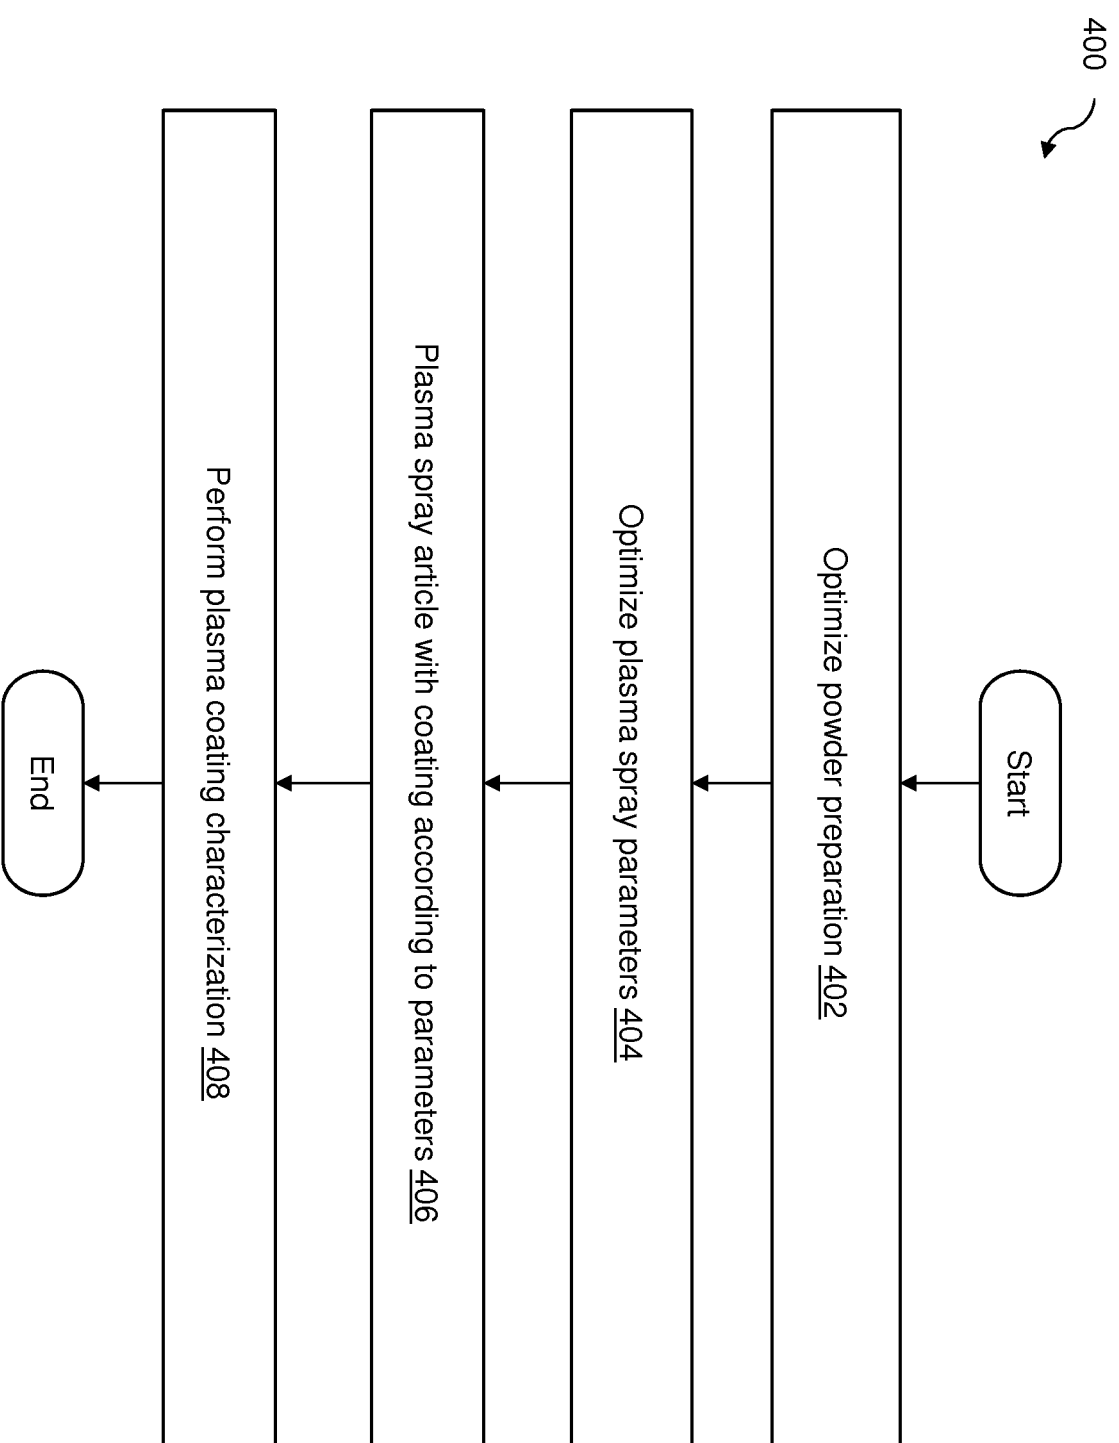 400
Start
Optimize powder preparation 402
Optimize plasma spray parameters 404
Plasma spray article with coating according to parameters 406
Perform plasma coating characterization 408
End